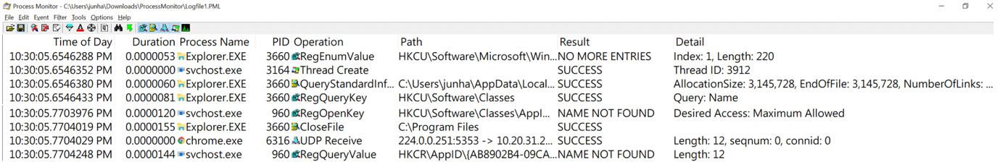 Process Monitor - C:\Users\junha\Downloads\ProcessMonitor\Logfile1.PML
File Edit Event Filter Tools Options Help
Time of Day Duration Process Name PID Operation Path Result Detail
10:30:05.6546288 PM 0.0000053 Explorer.EXE 3660 RegEnumValue HKCU\Software\Microsoft\Win... NO MORE ENTRIES Index: 1, Length: 220
10:30:05.6546352 PM 0.0000000 svchost.exe 3164 Thread Create SUCCESS Thread ID: 3912
10:30:05.6546380 PM 0.0000060 Explorer.EXE 3660 QueryStandardInf... C:\Users\junha\AppData\Local... SUCCESS AllocationSize: 3,145,728, EndOfFile: 3,145,728, NumberOfLinks: ...
10:30:05.6546433 PM 0.0000081 Explorer.EXE 3660 RegQueryKey HKCU\Software\Classes SUCCESS Query: Name
10:30:05.7703976 PM 0.0000120 svchost.exe 960 RegOpenKey HKCU\Software\Classes\AppI... NAME NOT FOUND Desired Access: Maximum Allowed
10:30:05.7704019 PM 0.0000155 Explorer.EXE 3660 CloseFile C:\Program Files SUCCESS
10:30:05.7704029 PM 0.0000000 chrome.exe 6316 UDP Receive 224.0.0.251:5353 -> 10.20.31.2... SUCCESS Length: 12, seqnum: 0, connid: 0
10:30:05.7704248 PM 0.0000144 svchost.exe 960 RegQueryValue HKCR\AppID\{AB8902B4-09CA... NAME NOT FOUND Length: 12